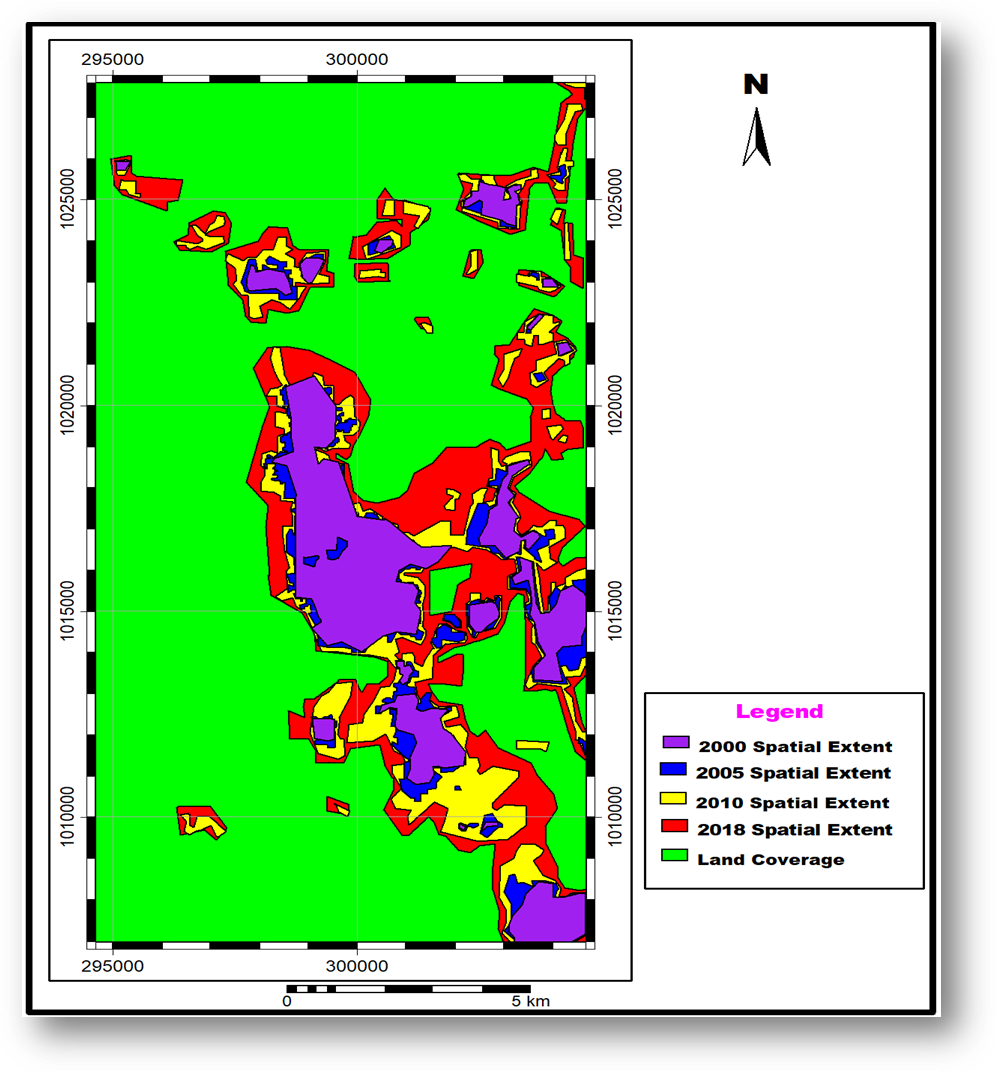 295000 300000
N
1025000 1025000
1020000 1020000
1015000 1015000
1010000 1010000
Legend
2000 Spatial Extent
2005 Spatial Extent
2010 Spatial Extent
2018 Spatial Extent
Land Coverage
295000 300000
0 5 km